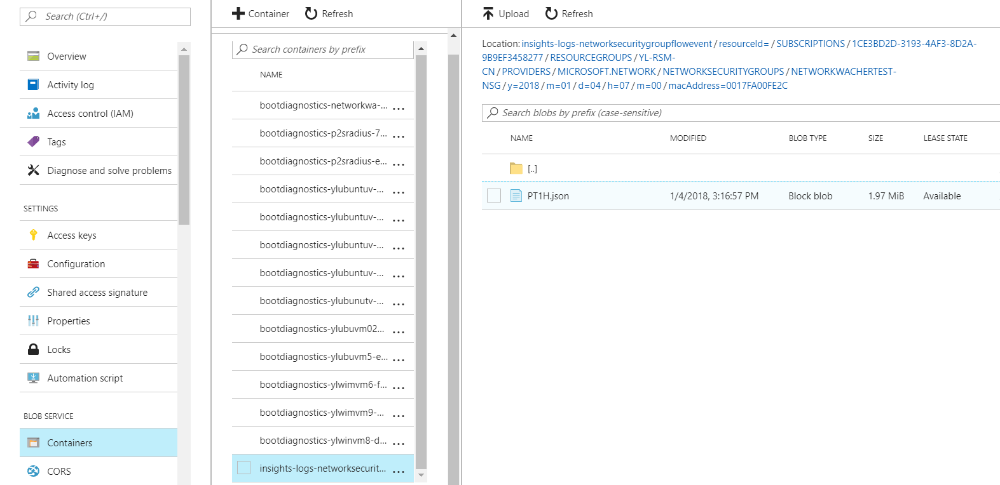 Search (Ctrl+/)
Overview
Activity log
Access control (IAM)
Tags
Diagnose and solve problems
SETTINGS
Access keys
Configuration
Shared access signature
Properties
Locks
Automation script
BLOB SERVICE
Containers
CORS
Container Refresh
Search containers by prefix
NAME
bootdiagnostics-networkwa-... ...
bootdiagnostics-p2sradius-7... ...
bootdiagnostics-p2sradius-e... ...
bootdiagnostics-ylubuntuv-... ...
bootdiagnostics-ylubuntuv-... ...
bootdiagnostics-ylubuntuv-... ...
bootdiagnostics-ylubuntuv-... ...
bootdiagnostics-ylubunutv-... ...
bootdiagnostics-ylubuvm02... ...
bootdiagnostics-ylubuvm5-e... ...
bootdiagnostics-ylwimvm6-f... ...
bootdiagnostics-ylwimvm9-... ...
bootdiagnostics-ylwinvm8-d... ...
insights-logs-networksecurit... ...
Upload Refresh
Location: insights-logs-networksecuritygroupflowevent / resourceId= / SUBSCRIPTIONS / 1CE3BD2D-3193-4AF3-8D2A-
9B9EF3458277 / RESOURCEGROUPS / YL-RSM-
CN / PROVIDERS / MICROSOFT.NETWORK / NETWORKSECURITYGROUPS / NETWORKWACHERTEST-
NSG / y=2018 / m=01 / d=04 / h=07 / m=00 / macAddress=0017FA00FE2C
Search blobs by prefix (case-sensitive)
NAME MODIFIED BLOB TYPE SIZE LEASE STATE
[..]
PT1H.json 1/4/2018, 3:16:57 PM Block blob 1.97 MiB Available